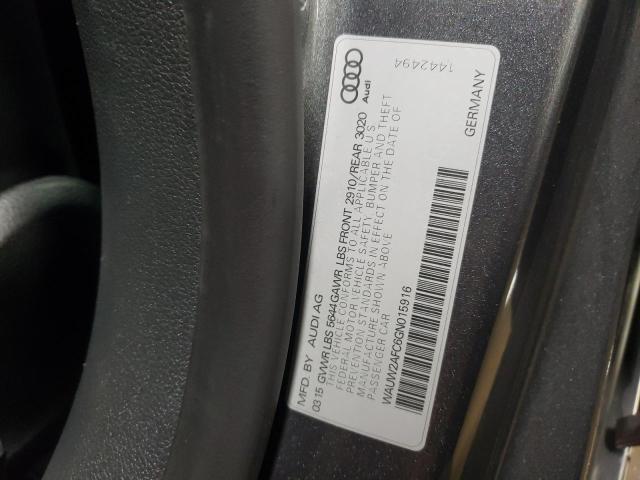 MFD. BY AUDI AG
03 15 GVWR LBS 5644 GAWR LBS FRONT 2910/REAR 3020
THIS VEHICLE CONFORMS TO ALL APPLICABLE U S
FEDERAL MOTOR VEHICLE SAFETY, BUMPER AND THEFT
PREVENTION STANDARDS IN EFFECT ON THE DATE OF
MANUFACTURE SHOWN ABOVE
PASSENGER CAR
WAUW2AFC6GN015916
Audi
1442494
GERMANY